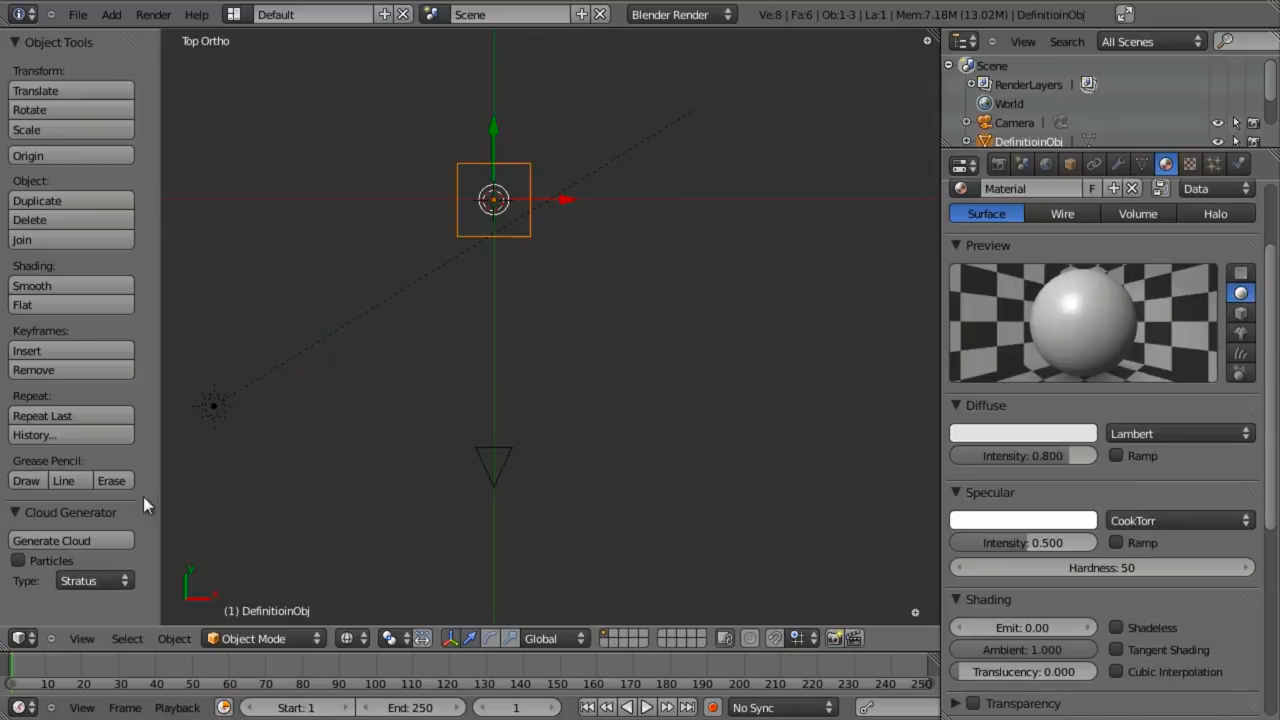 File Add Render Help Default Scene Blender Render Ve:8 | Fa:6 | Ob:1-3 | La:1 | Mem:7.18M (13.02M) | DefinitioinObj
Object Tools
Transform:
Translate
Rotate
Scale
Origin
Object:
Duplicate
Delete
Join
Shading:
Smooth
Flat
Keyframes:
Insert
Remove
Repeat:
Repeat Last
History...
Grease Pencil:
Draw Line Erase
Cloud Generator
Generate Cloud
Particles
Type: Stratus
Top Ortho
Y
(1) DefinitioinObj
View Select Object Object Mode Global
10 20 30 40 50 60 70 80 90 100 110 120 130 140 150 160 170 180 190 200 210 220 230 240 250
View Frame Playback Start: 1 End: 250 1 No Sync
View Search All Scenes
Scene
RenderLayers |
World
Camera |
DefinitioinObj |
Material F Data
Surface Wire Volume Halo
Preview
Diffuse
Lambert
Intensity: 0.800 Ramp
Specular
CookTorr
Intensity: 0.500 Ramp
Hardness: 50
Shading
Emit: 0.00 Shadeless
Ambient: 1.000 Tangent Shading
Translucency: 0.000 Cubic Interpolation
Transparency